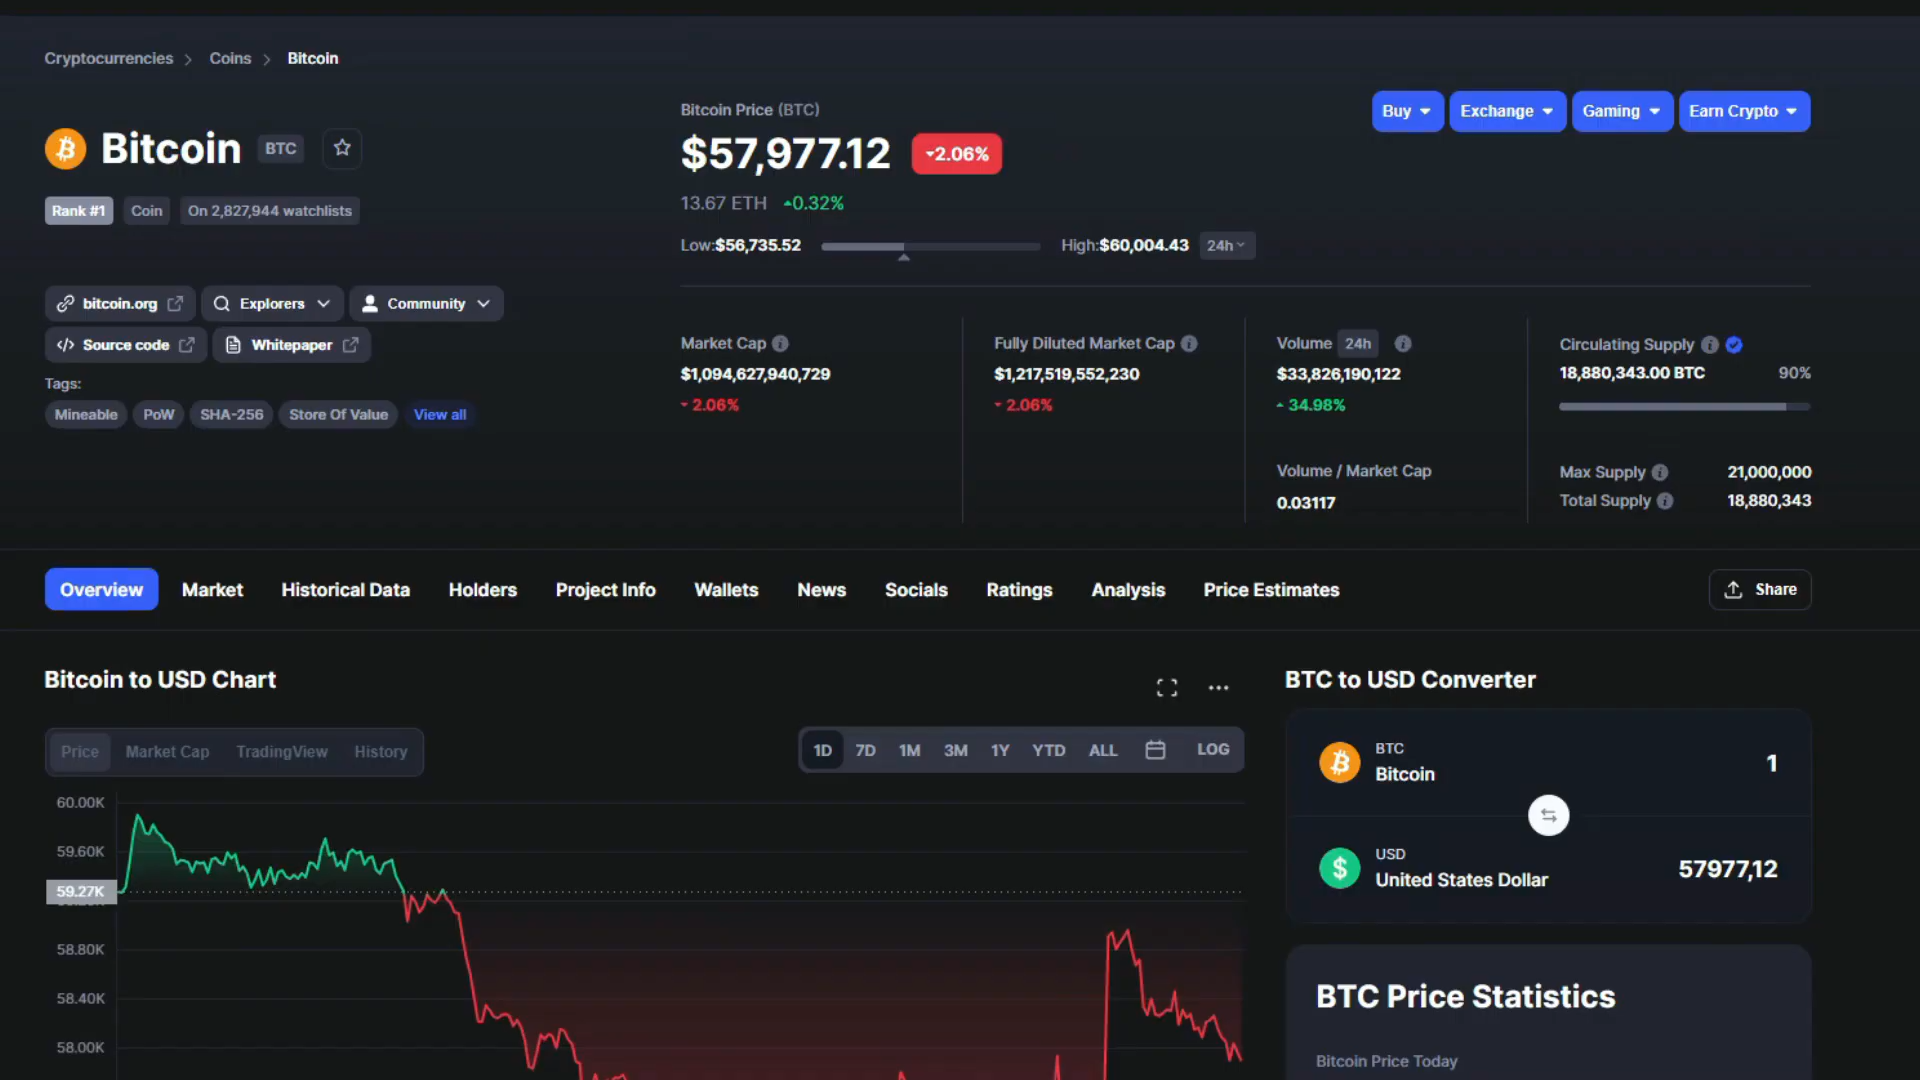 Cryptocurrencies > Coins > Bitcoin
Bitcoin BTC
Rank #1 Coin On 2,827,944 watchlists
bitcoin.org Explorers Community
Source code Whitepaper
Tags:
Mineable PoW SHA-256 Store Of Value View all
Bitcoin Price (BTC)
$57,977.12 2.06%
13.67 ETH 0.32%
Low:$56,735.52 High:$60,004.43 24h
Buy Exchange Gaming Earn Crypto
Market Cap
$1,094,627,940,729
2.06%
Fully Diluted Market Cap
$1,217,519,552,230
2.06%
Volume 24h
$33,826,190,122
34.98%
Volume / Market Cap
0.03117
Circulating Supply
18,880,343.00 BTC 90%
Max Supply 21,000,000
Total Supply 18,880,343
Overview Market Historical Data Holders Project Info Wallets News Socials Ratings Analysis Price Estimates Share
Bitcoin to USD Chart
Price Market Cap TradingView History
1D 7D 1M 3M 1Y YTD ALL LOG
60.00K
59.60K
59.27K
58.80K
58.40K
58.00K
BTC to USD Converter
BTC
Bitcoin 1
USD
United States Dollar 57977,12
BTC Price Statistics
Bitcoin Price Today